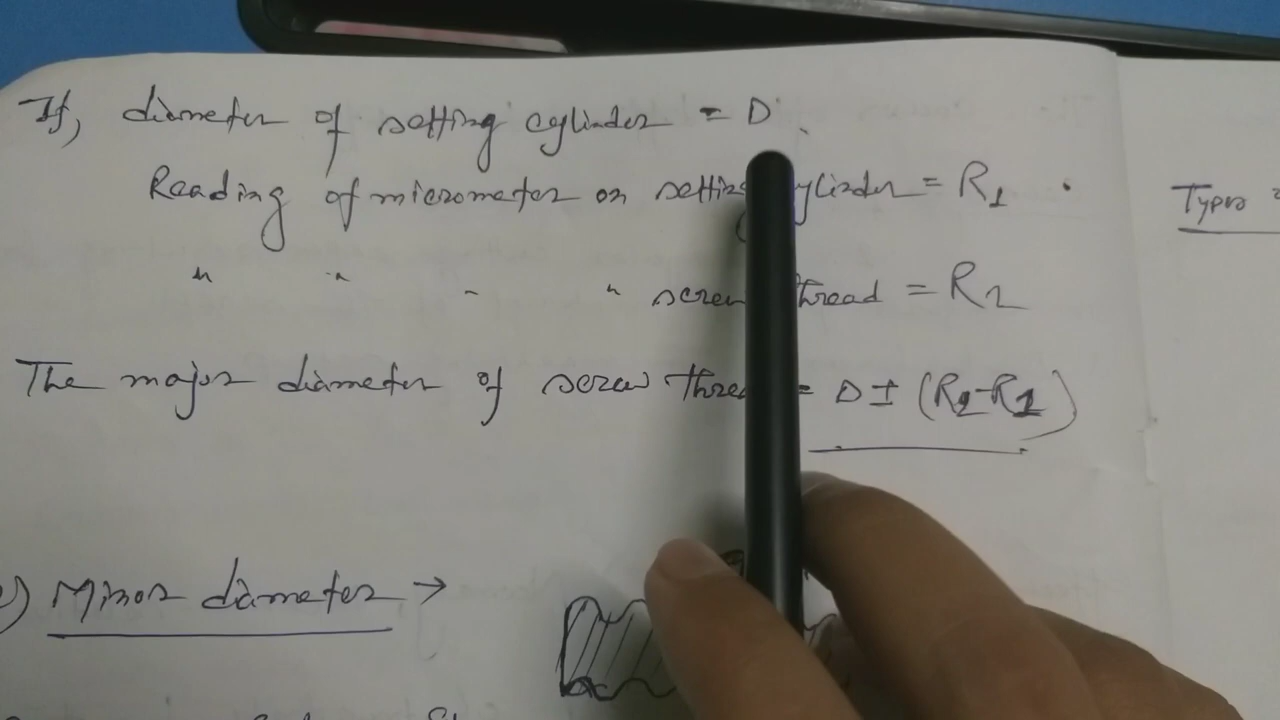 If, diameter of setting cylinder = D
Reading of micrometer on setting cylinder = R1
" " " " screw thread = R2
The major diameter of screw thread = D ± (R2-R1)
Types
Minor diameter →